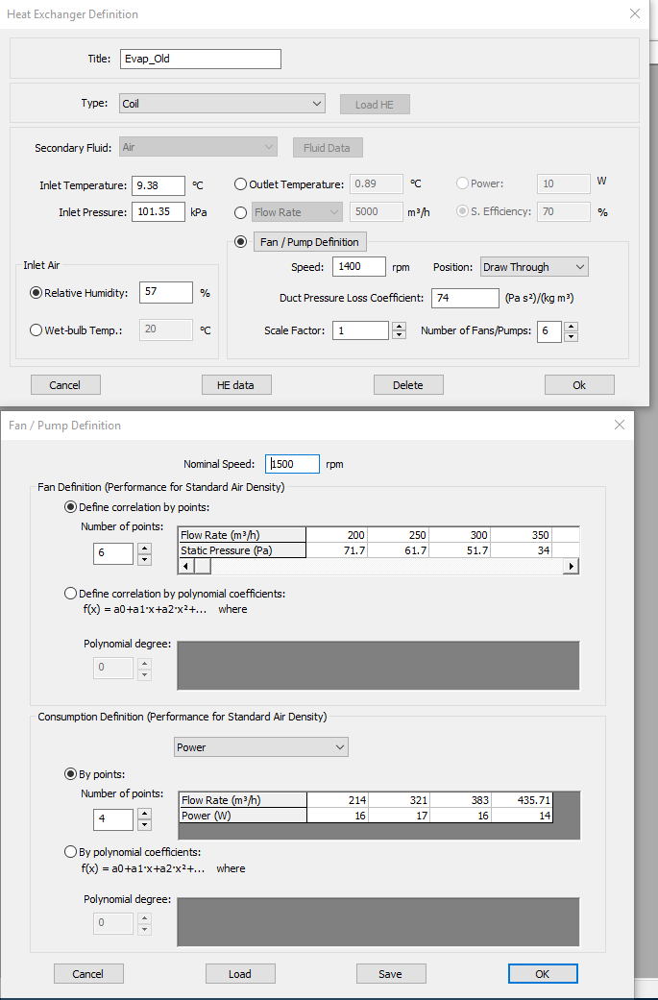 Heat Exchanger Definition
Title: Evap_Old
Type: Coil Load HE
Secondary Fluid: Air Fluid Data
Inlet Temperature: 9.38 °C Outlet Temperature: 0.89 °C Power: 10 W
Inlet Pressure: 101.35 kPa Flow Rate 5000 m³/h S. Efficiency: 70 %
Fan / Pump Definition
Inlet Air
Speed: 1400 rpm Position: Draw Through
Relative Humidity: 57 %
Duct Pressure Loss Coefficient: 74 (Pa s²)/(kg m³)
Wet-bulb Temp.: 20 °C
Scale Factor: 1 Number of Fans/Pumps: 6
Cancel HE data Delete Ok
Fan / Pump Definition
Nominal Speed: 1500 rpm
Fan Definition (Performance for Standard Air Density)
Define correlation by points:
Number of points:
6
Flow Rate (m³/h) 200 250 300 350
Static Pressure (Pa) 71.7 61.7 51.7 34
Define correlation by polynomial coefficients:
f(x) = a0+a1·x+a2·x²+... where
Polynomial degree:
0
Consumption Definition (Performance for Standard Air Density)
Power
By points:
Number of points:
4
Flow Rate (m³/h) 214 321 383 435.71
Power (W) 16 17 16 14
By polynomial coefficients:
f(x) = a0+a1·x+a2·x²+... where
Polynomial degree:
0
Cancel Load Save OK